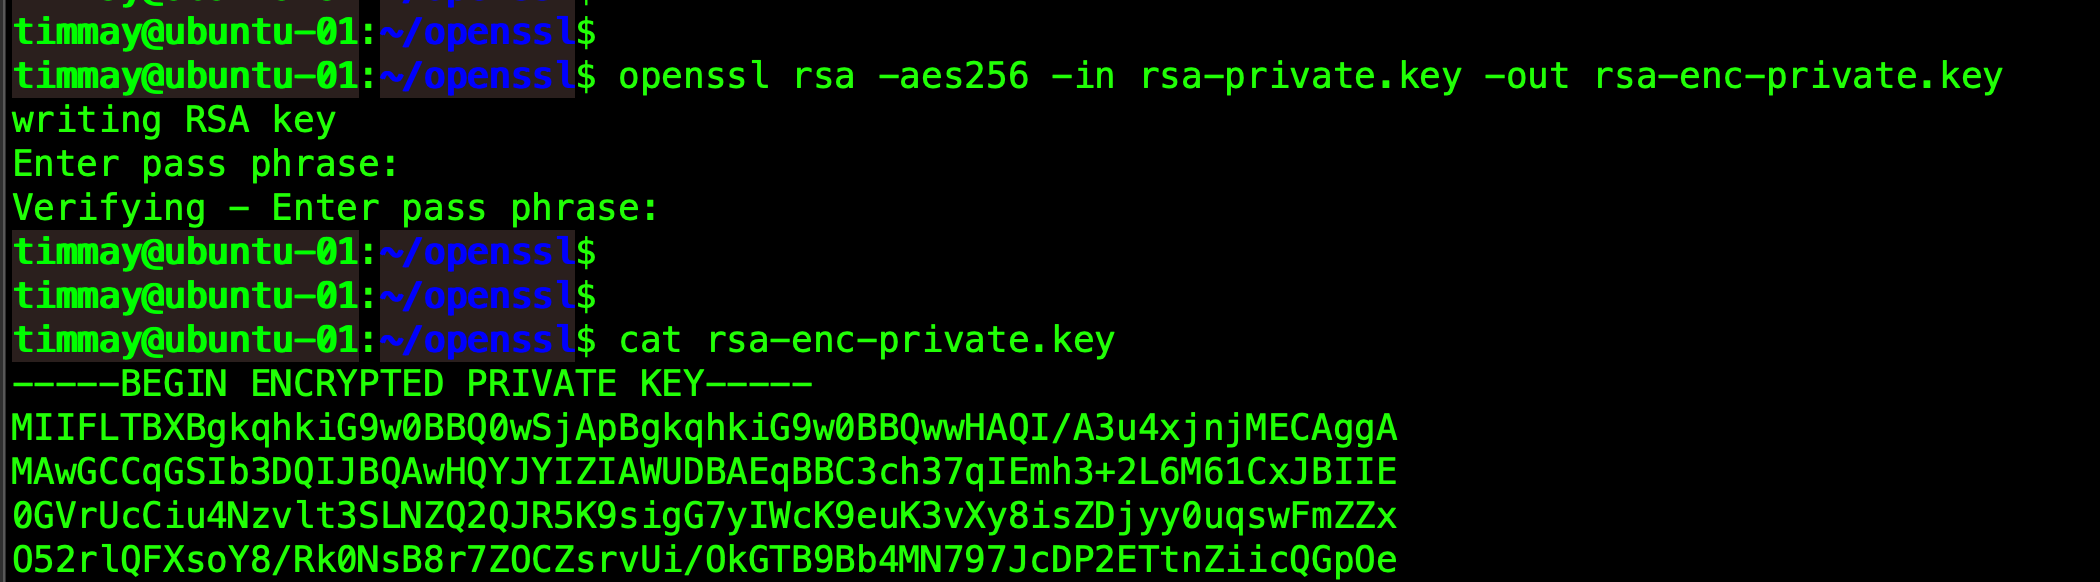 timmay@ubuntu-01:~/openssl$
timmay@ubuntu-01:~/openssl$ openssl rsa -aes256 -in rsa-private.key -out rsa-enc-private.key
writing RSA key
Enter pass phrase:
Verifying - Enter pass phrase:
timmay@ubuntu-01:~/openssl$
timmay@ubuntu-01:~/openssl$
timmay@ubuntu-01:~/openssl$ cat rsa-enc-private.key
-----BEGIN ENCRYPTED PRIVATE KEY-----
MIIFLTBXBgkqhkiG9w0BBQ0wSjApBgkqhkiG9w0BBQwwHAQI/A3u4xjnjMECAggA
MAwGCCqGSIb3DQIJBQAwHQYJYIZIAWUDBAEqBBC3ch37qIEmh3+2L6M61CxJBIIE
0GVrUcCiu4Nzvlt3SLNZQ2QJR5K9sigG7yIWcK9euK3vXy8isZDjyy0uqswFmZZx
O52rlQFXsoY8/Rk0NsB8r7ZOCZsrvUi/OkGTB9Bb4MN797JcDP2ETtnZiicQGpOe